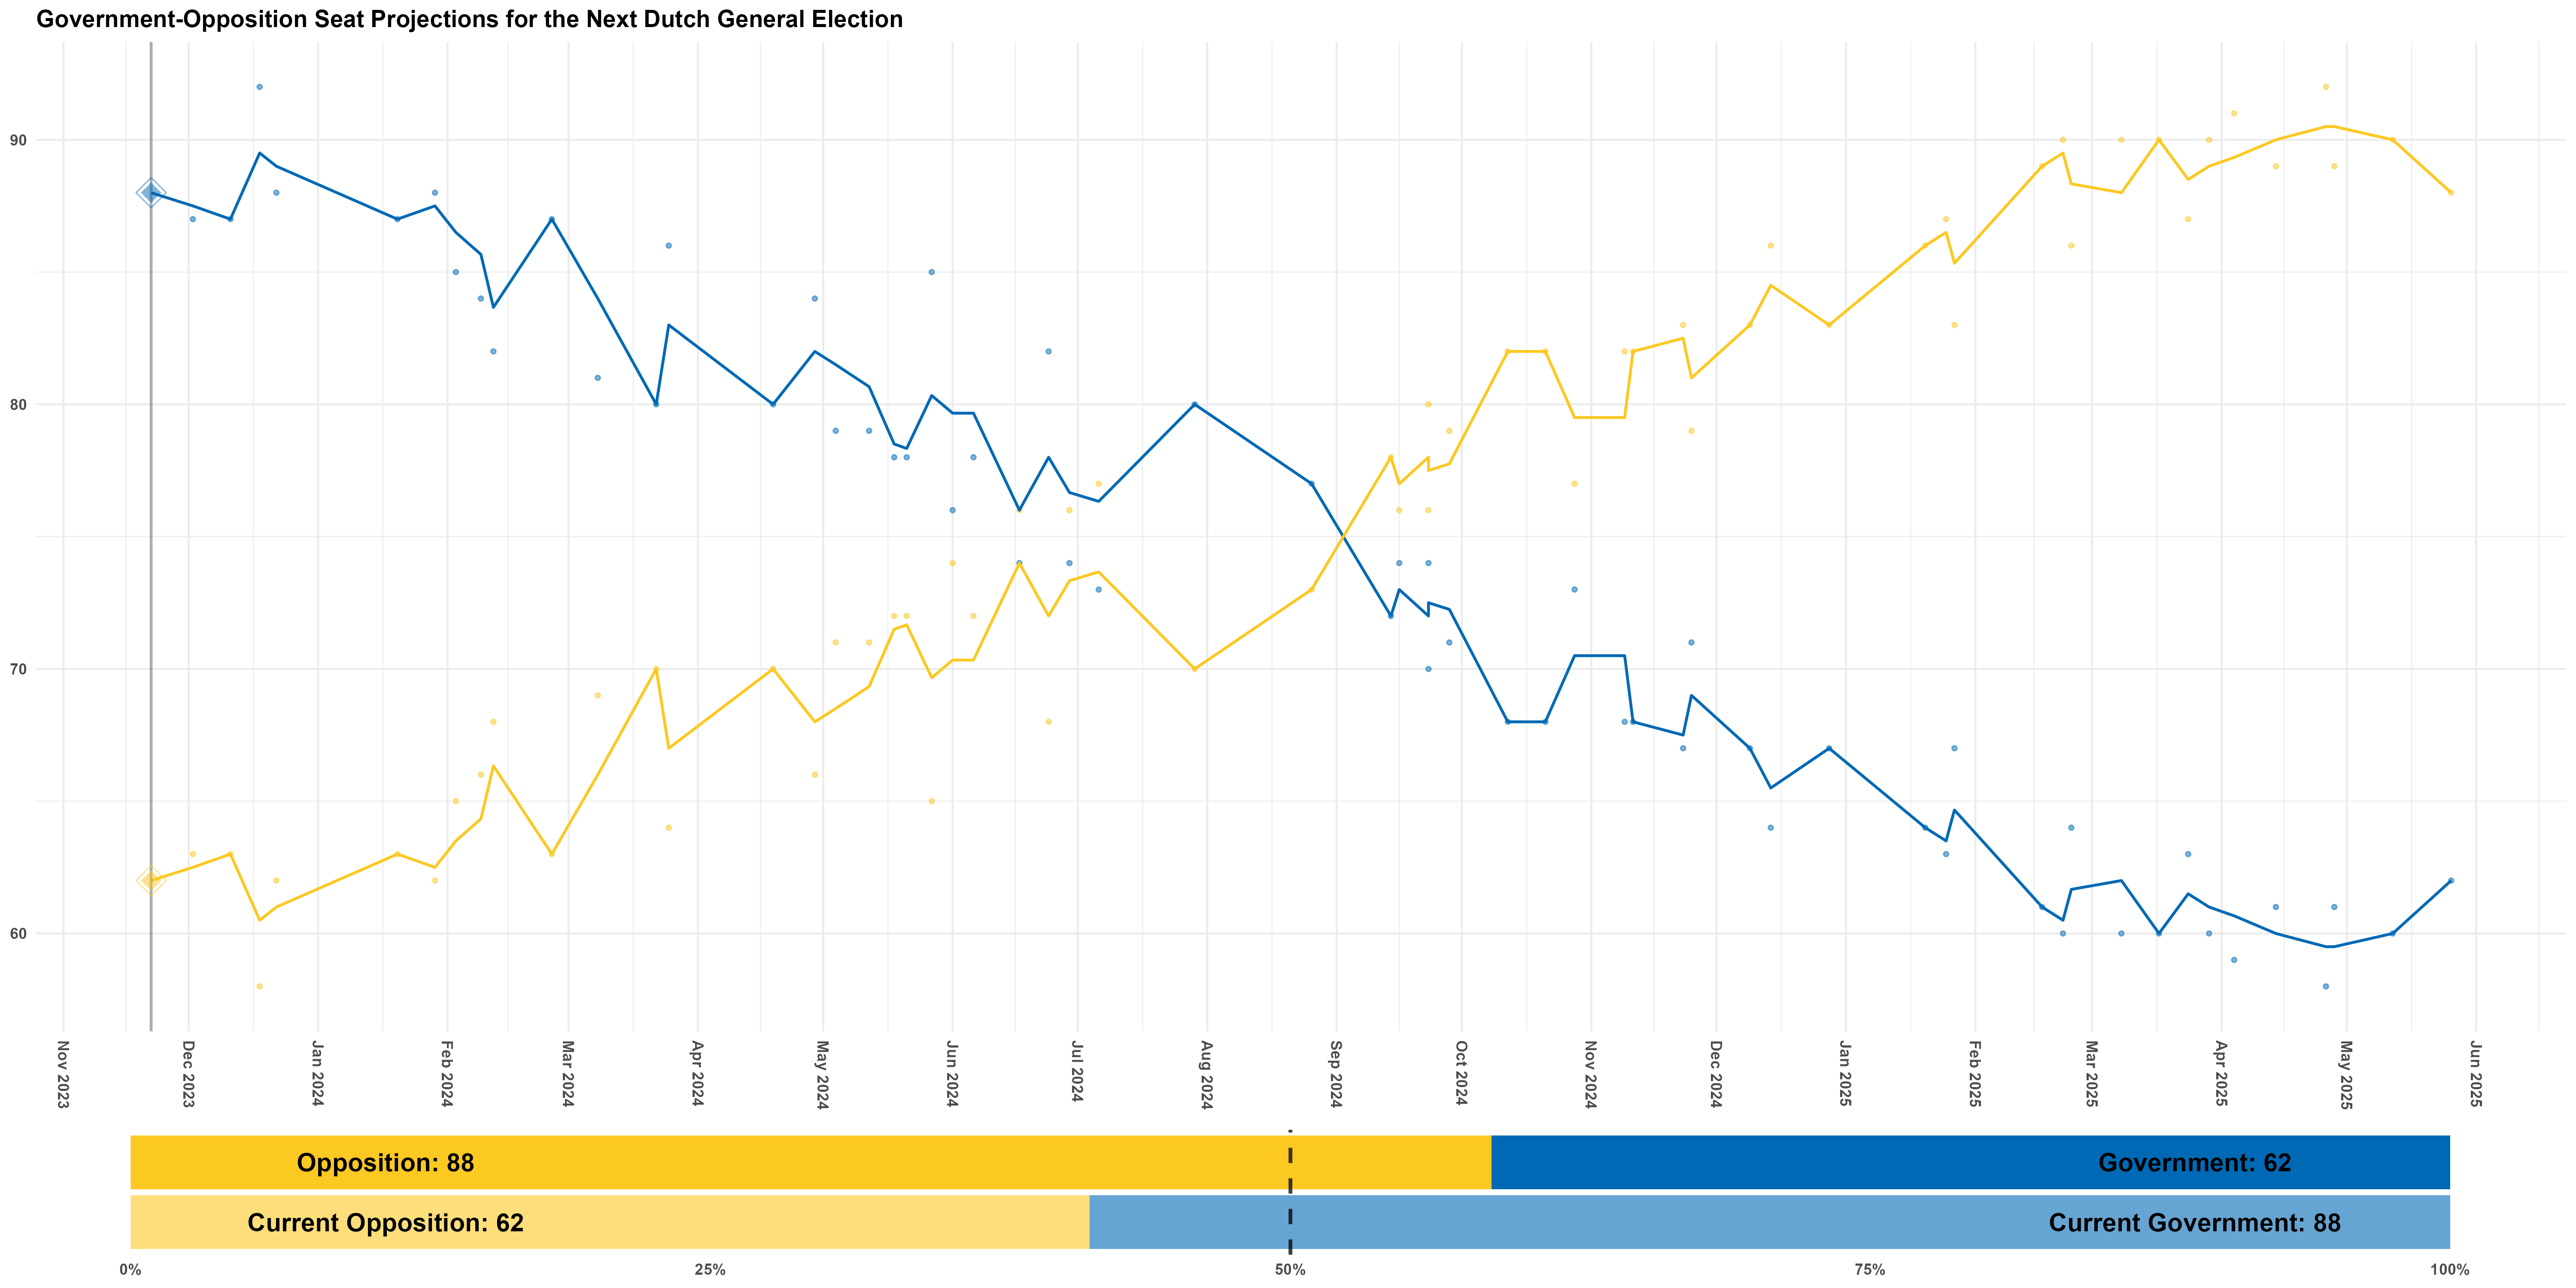 Government-Opposition Seat Projections for the Next Dutch General Election
90
80
70
60
Nov 2023
Dec 2023
Jan 2024
Feb 2024
Mar 2024
Apr 2024
May 2024
Jun 2024
Jul 2024
Aug 2024
Sep 2024
Oct 2024
Nov 2024
Dec 2024
Jan 2025
Feb 2025
Mar 2025
Apr 2025
May 2025
Jun 2025
Opposition: 88
Government: 62
Current Opposition: 62
Current Government: 88
0%
25%
50%
75%
100%